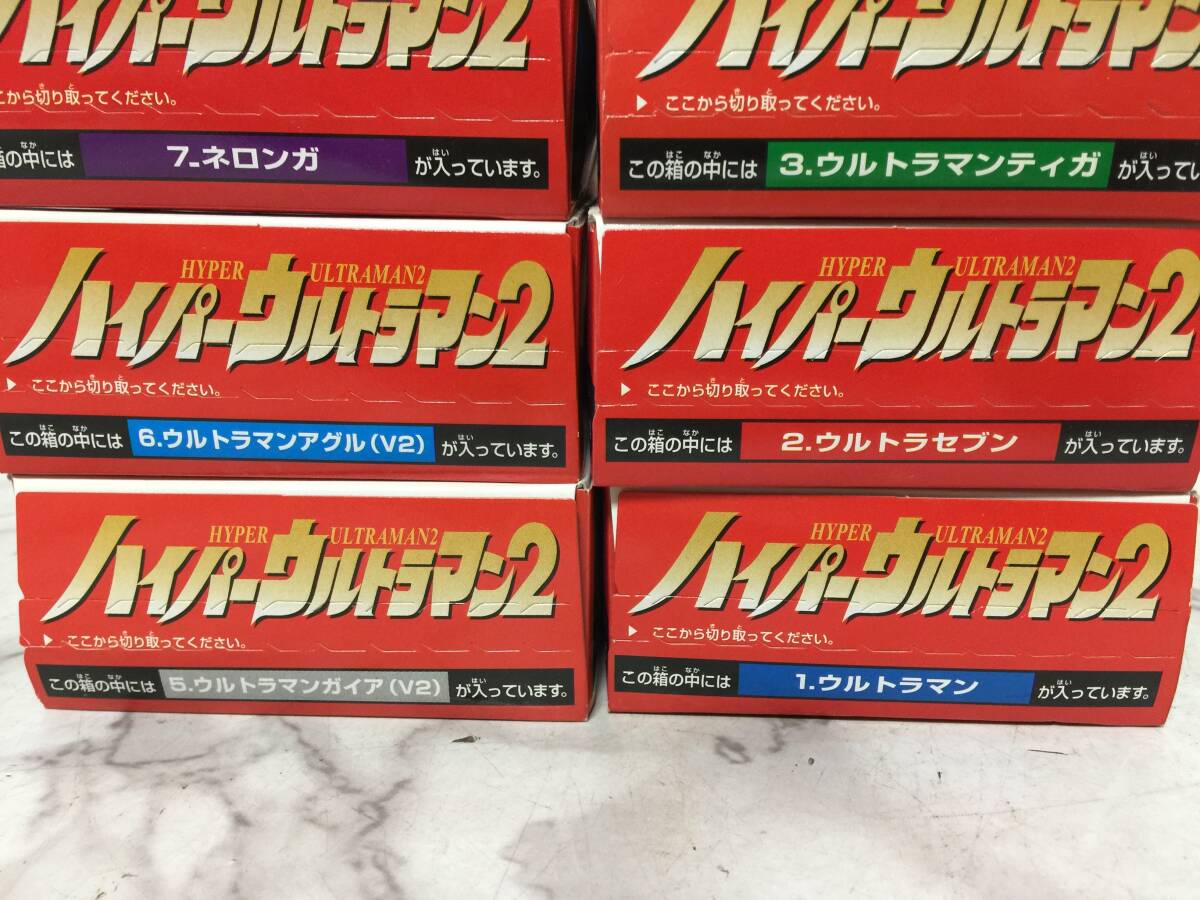 ハイパーウルトラマン2
ここから切り取ってください。
箱の中には 7.ネロンガ が入っています。
ハイパーウルトラマン2
▶ ここから切り取ってください。
この箱の中には 3.ウルトラマンティガ が入ってい
HYPER ULTRAMAN2
ハイパーウルトラマン2
▶ ここから切り取ってください。
この箱の中には 6.ウルトラマンアグル(V2) が入っています。
HYPER ULTRAMAN2
ハイパーウルトラマン2
▶ ここから切り取ってください。
この箱の中には 2.ウルトラセブン が入っています。
HYPER ULTRAMAN2
ハイパーウルトラマン2
▶ ここから切り取ってください。
この箱の中には 5.ウルトラマンガイア(V2) が入っています。
HYPER ULTRAMAN2
ハイパーウルトラマン2
▶ ここから切り取ってください。
この箱の中には 1.ウルトラマン が入っています。